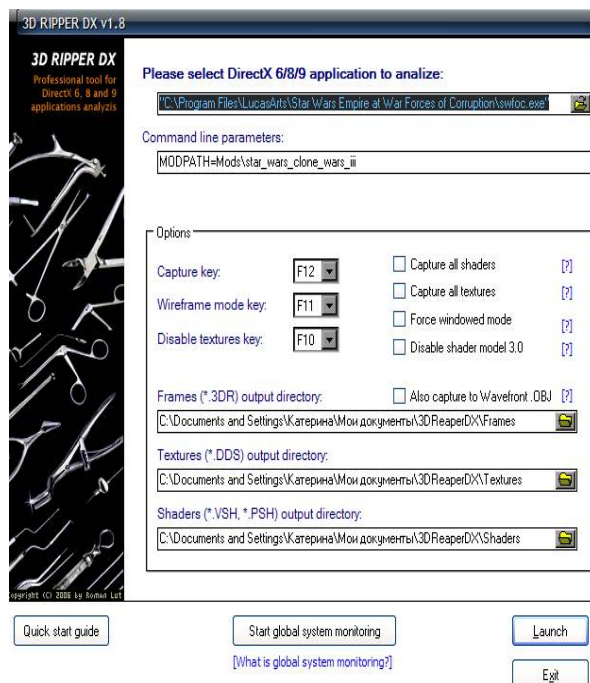 3D RIPPER DX v1.8
3D RIPPER DX
Professional tool for
DirectX 6, 8 and 9
applications analyzis
Please select DirectX 6/8/9 application to analize:
"C:\Program Files\LucasArts\Star Wars Empire at War Forces of Corruption\swfoc.exe"
Command line parameters:
MODPATH=Mods\star_wars_clone_wars_iii
Options
Capture key: F12
Capture all shaders [?]
Capture all textures [?]
Wireframe mode key: F11
Force windowed mode [?]
Disable textures key: F10
Disable shader model 3.0 [?]
Frames (*.3DR) output directory:
Also capture to Wavefront .OBJ [?]
C:\Documents and Settings\Катерина\Мои документы\3DReaperDX\Frames
Textures (*.DDS) output directory:
C:\Documents and Settings\Катерина\Мои документы\3DReaperDX\Textures
Shaders (*.VSH, *.PSH) output directory:
C:\Documents and Settings\Катерина\Мои документы\3DReaperDX\Shaders
Copyright (C) 2006 by Roman Lut
Quick start guide
Start global system monitoring
Launch
[What is global system monitoring?]
Exit